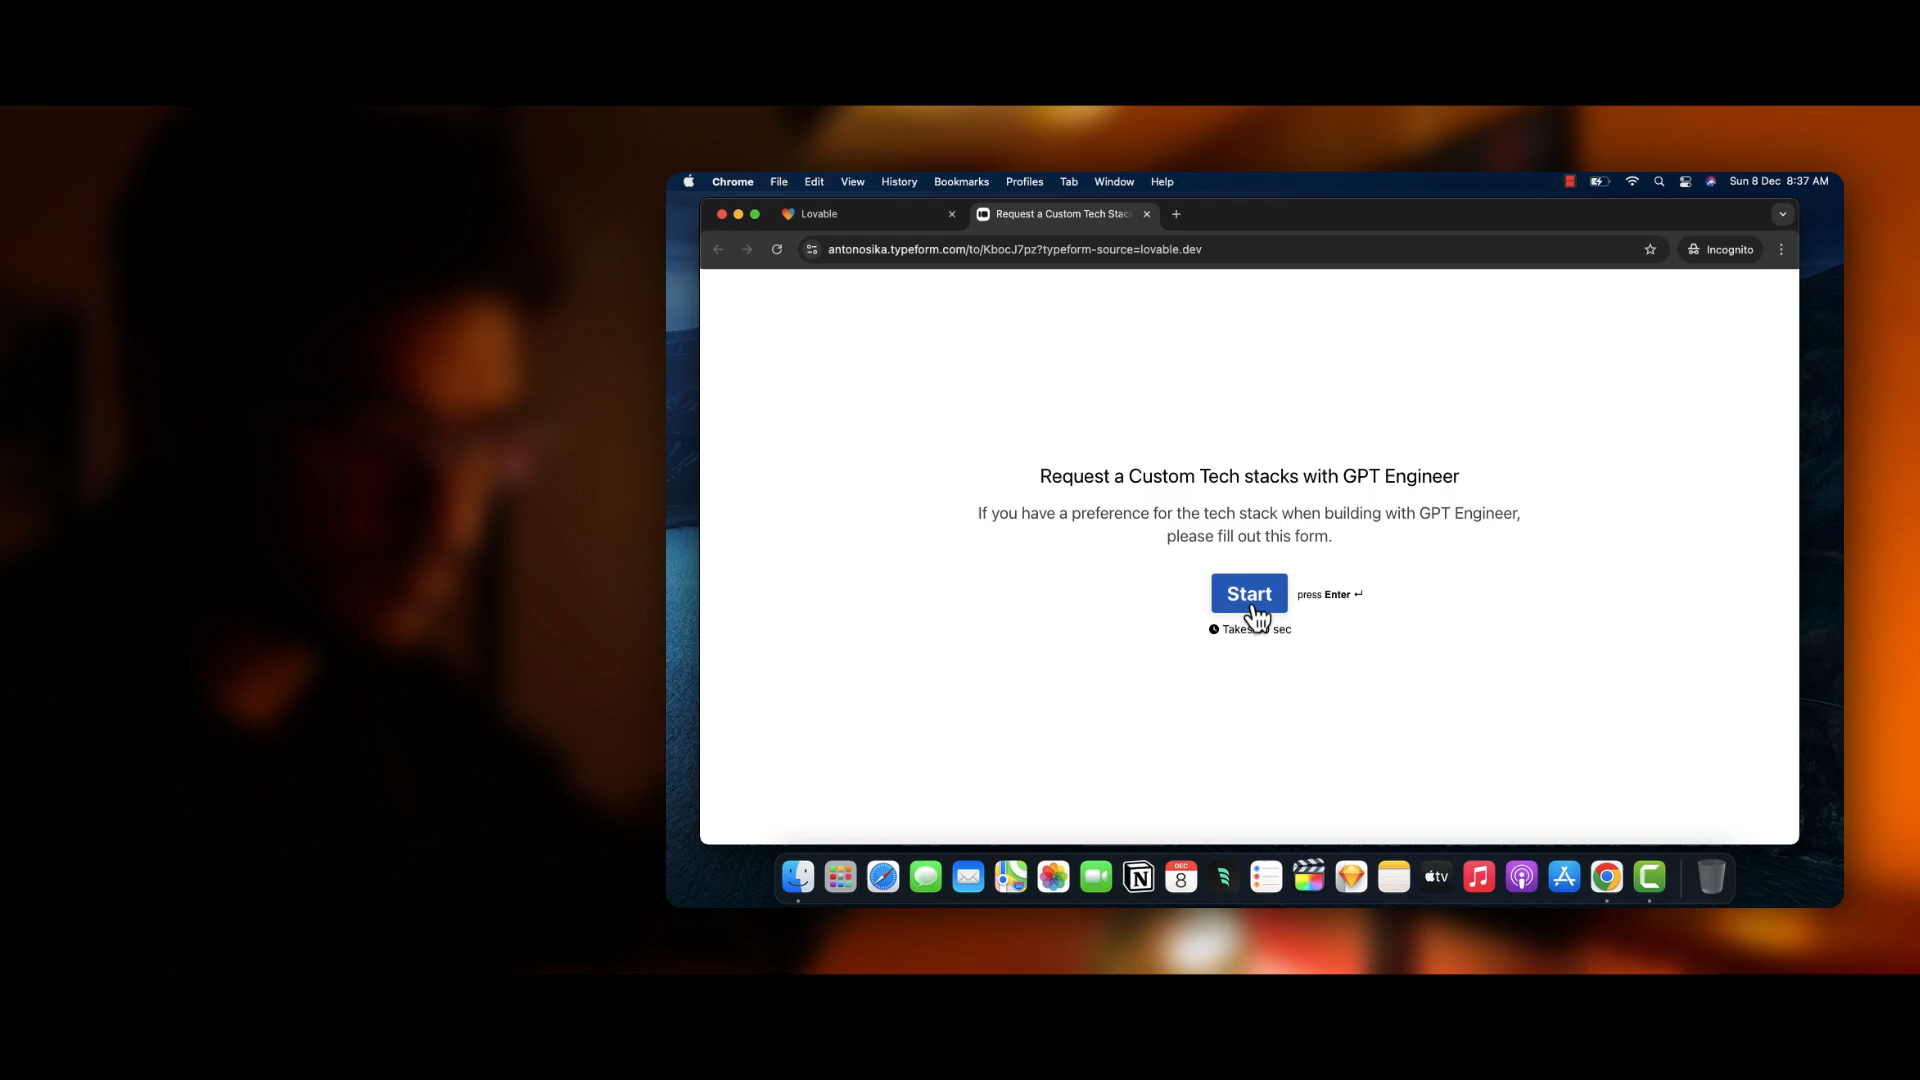 Chrome File Edit View History Bookmarks Profiles Tab Window Help Sun 8 Dec 8:37 AM
Lovable Request a Custom Tech Stac
antonosika.typeform.com/to/KbocJ7pz?typeform-source=lovable.dev Incognito
Request a Custom Tech stacks with GPT Engineer
If you have a preference for the tech stack when building with GPT Engineer,
please fill out this form.
Start press Enter ↵
Takes sec
DEC
8
N
tv